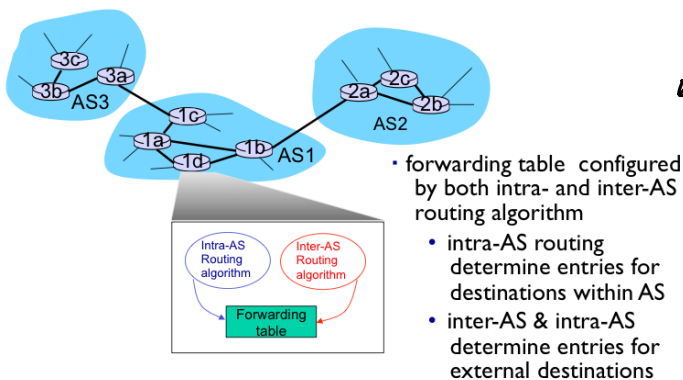 3c
3a
3b
AS3
2c
2a
2b
AS2
1c
1a
1b
1d
AS1
Intra-AS
Routing
algorithm
Inter-AS
Routing
algorithm
Forwarding
table
forwarding table configured
by both intra- and inter-AS
routing algorithm
• intra-AS routing
determine entries for
destinations within AS
• inter-AS & intra-AS
determine entries for
external destinations